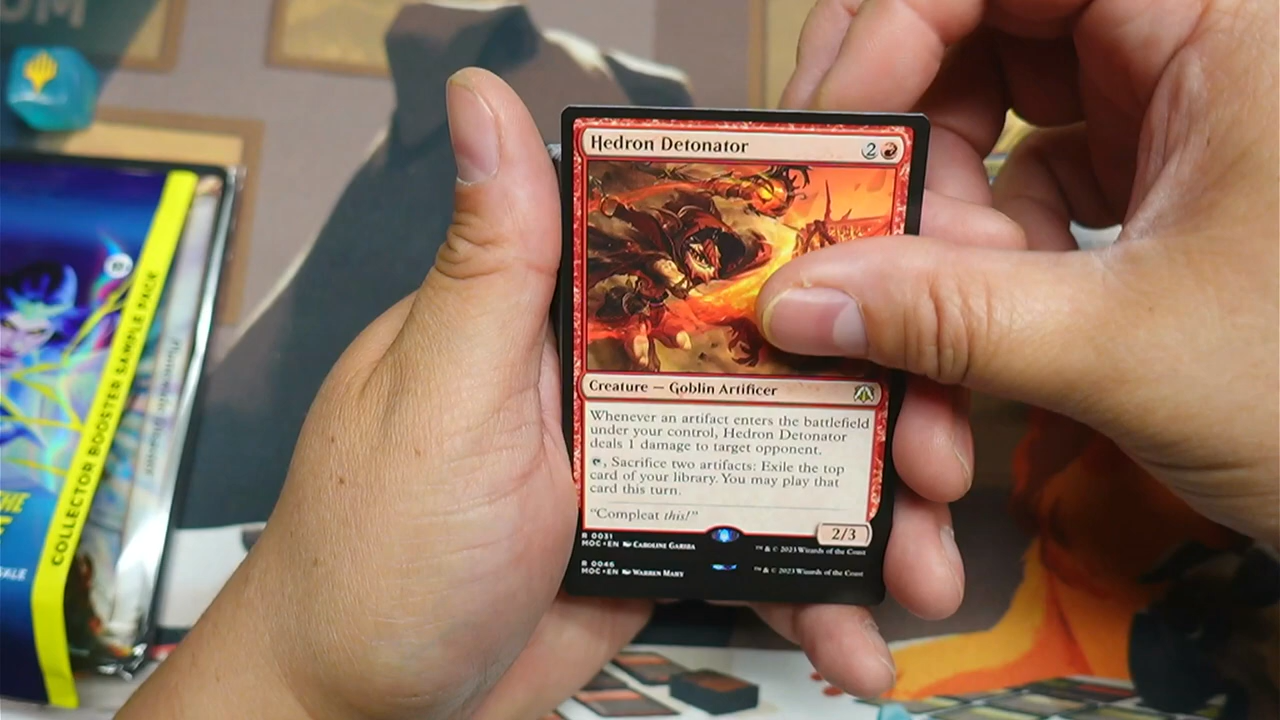 OM
Hedron Detonator
2
Creature — Goblin Artificer
Whenever an artifact enters the battlefield
under your control, Hedron Detonator
deals 1 damage to target opponent.
, Sacrifice two artifacts: Exile the top
card of your library. You may play that
card this turn.
“Compleat this!”
2/3
R 0031
MOC • EN Caroline Gariba
™ & © 2023 Wizards of the Coast
R 0046
MOC • EN Warren Mahy
™ & © 2023 Wizards of the Coast
COLLECTOR BOOSTER SAMPLE PACK
THE